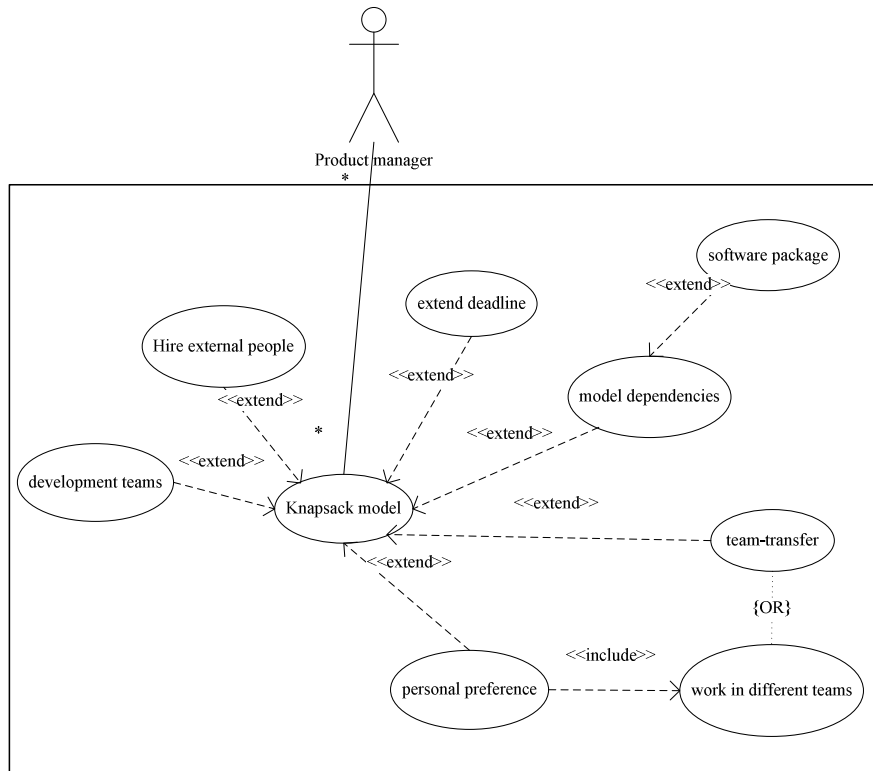 Product manager
*
software package
<<extend>>
extend deadline
Hire external people
<<extend>>
model dependencies
<<extend>>
*
<<extend>>
<<extend>>
development teams
Knapsack model
<<extend>>
team-transfer
<<extend>>
{OR}
<<include>>
personal preference
work in different teams